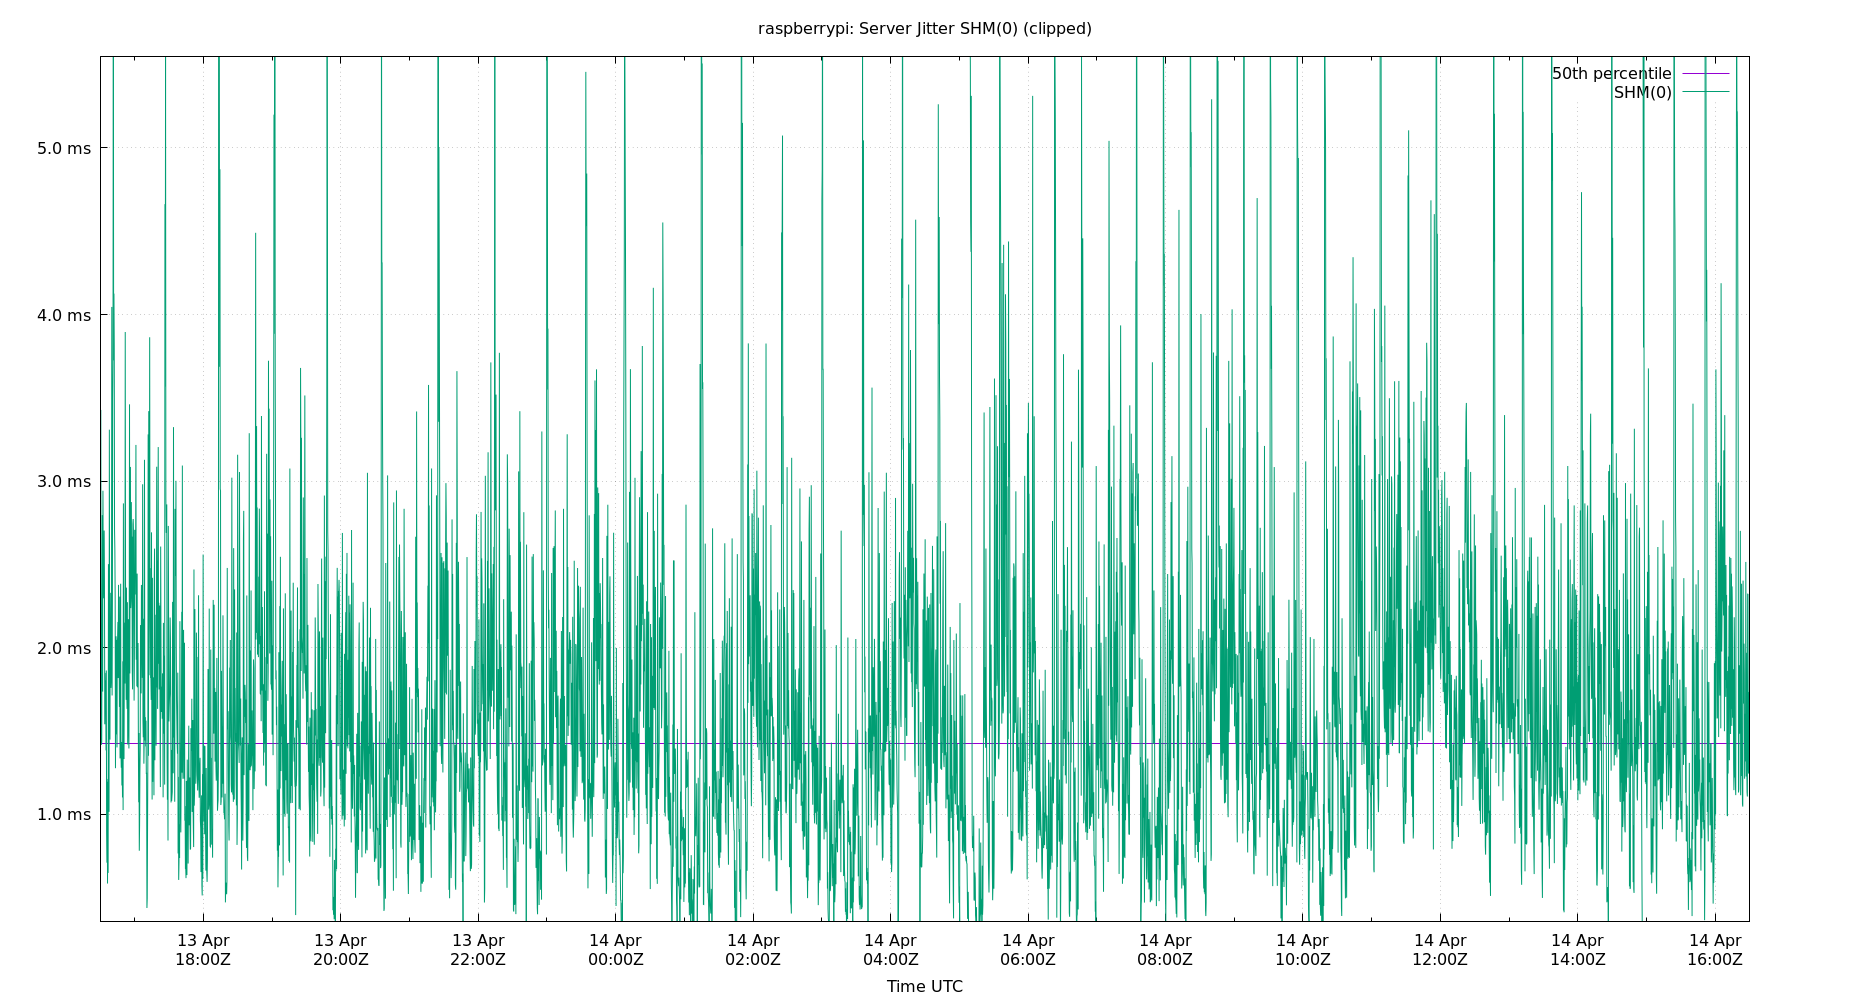 raspberrypi: Server Jitter SHM(0) (clipped)
50th percentile
SHM(0)
5.0 ms
4.0 ms
3.0 ms
2.0 ms
1.0 ms
13 Apr 13 Apr 13 Apr 14 Apr 14 Apr 14 Apr 14 Apr 14 Apr 14 Apr 14 Apr 14 Apr 14 Apr
18:00Z 20:00Z 22:00Z 00:00Z 02:00Z 04:00Z 06:00Z 08:00Z 10:00Z 12:00Z 14:00Z 16:00Z
Time UTC